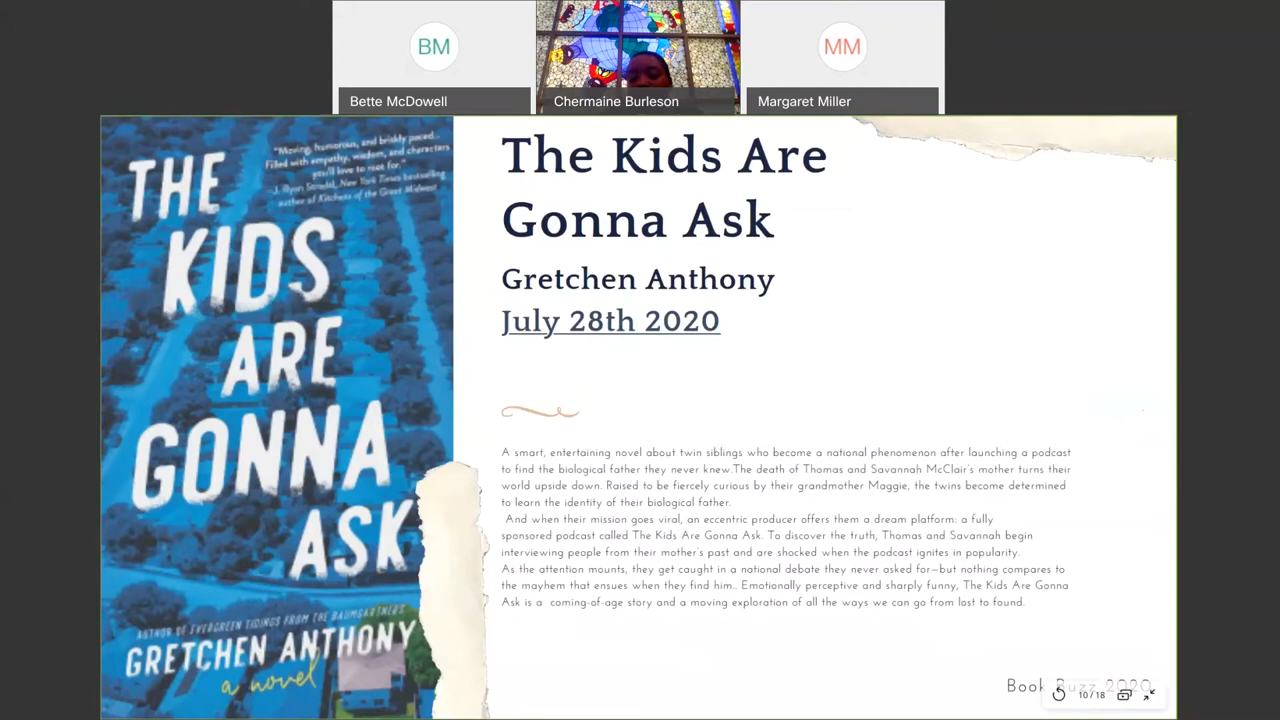 BM
MM
Bette McDowell
Chermaine Burleson
Margaret Miller
"Moving, humorous, and briskly paced...
Filled with empathy, wisdom, and characters
you'll love to root for."
-J. Ryan Stradal, New York Times bestselling
author of Kitchens of the Great Midwest
THE
KIDS
ARE
GONNA
ASK
AUTHOR OF EVERGREEN TIDINGS FROM THE BAUMGARTNERS
GRETCHEN ANTHONY
a novel
The Kids Are
Gonna Ask
Gretchen Anthony
July 28th 2020
A smart, entertaining novel about twin siblings who become a national phenomenon after launching a podcast
to find the biological father they never knew.The death of Thomas and Savannah McClair's mother turns their
world upside down. Raised to be fiercely curious by their grandmother Maggie, the twins become determined
to learn the identity of their biological father.
And when their mission goes viral, an eccentric producer offers them a dream platform: a fully
sponsored podcast called The Kids Are Gonna Ask. To discover the truth, Thomas and Savannah begin
interviewing people from their mother's past and are shocked when the podcast ignites in popularity.
As the attention mounts, they get caught in a national debate they never asked for—but nothing compares to
the mayhem that ensues when they find him.. Emotionally perceptive and sharply funny, The Kids Are Gonna
Ask is a coming-of-age story and a moving exploration of all the ways we can go from lost to found.
Book Buzz 2020
10/18